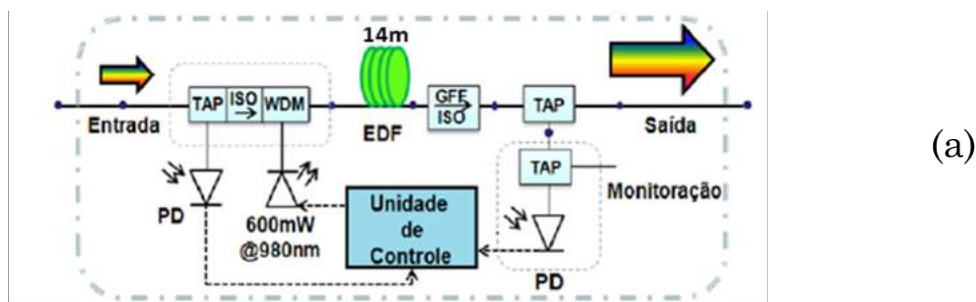 14m
TAP ISO WDM
GFF
ISO
TAP
Entrada
EDF
Saída
TAP
Monitoração
PD
600mW
@980nm
Unidade
de
Controle
PD
(a)